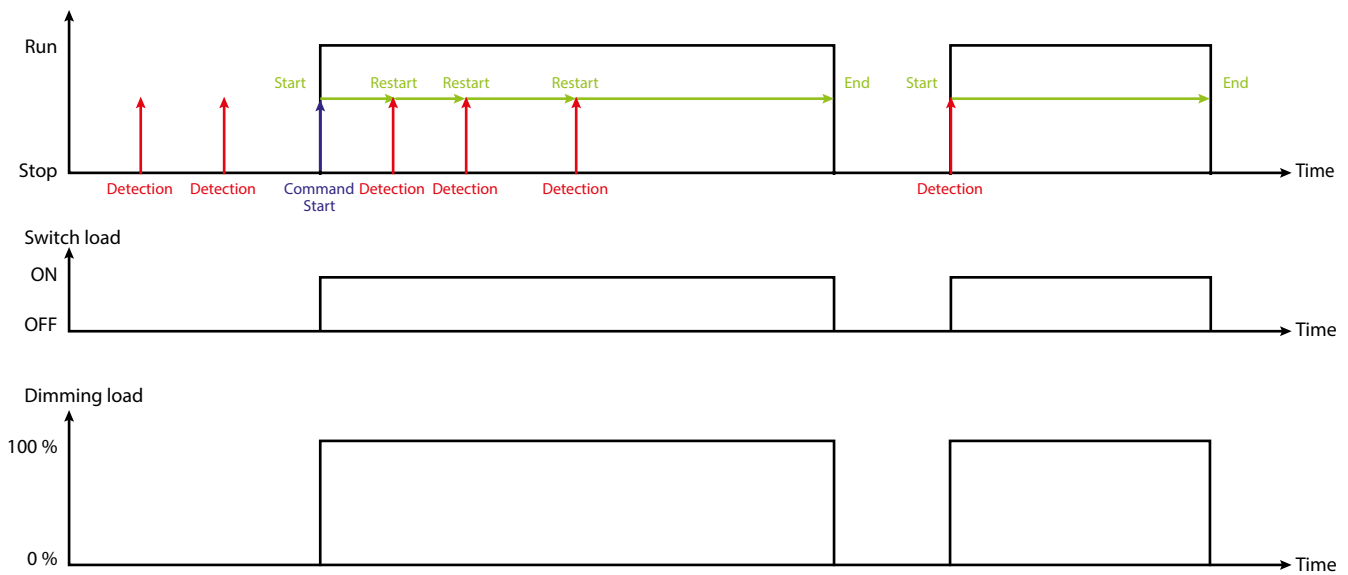 Run
Start
Restart
Restart
Restart
End
Start
End
Stop
Time
Detection
Detection
Command
Start
Detection
Detection
Detection
Detection
Switch load
ON
OFF
Time
Dimming load
100 %
0 %
Time